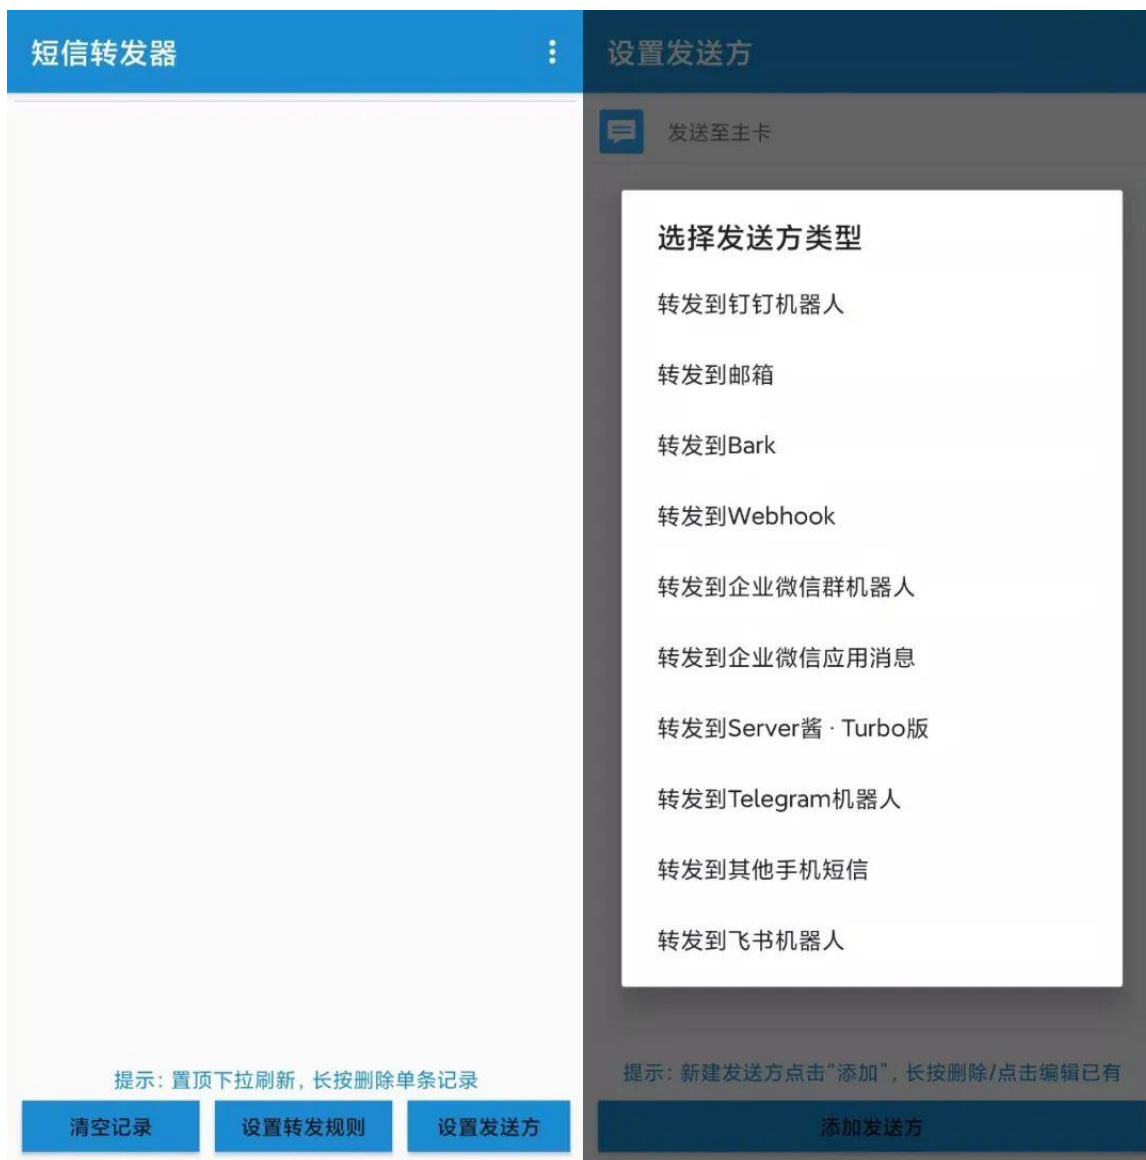 短信转发器
提示: 置顶下拉刷新, 长按删除单条记录
清空记录
设置转发规则
设置发送方
设置发送方
发送至主卡
选择发送方类型
转发到钉钉机器人
转发到邮箱
转发到Bark
转发到Webhook
转发到企业微信群机器人
转发到企业微信应用消息
转发到Server酱 · Turbo版
转发到Telegram机器人
转发到其他手机短信
转发到飞书机器人
提示: 新建发送方点击"添加", 长按删除/点击编辑已有
添加发送方